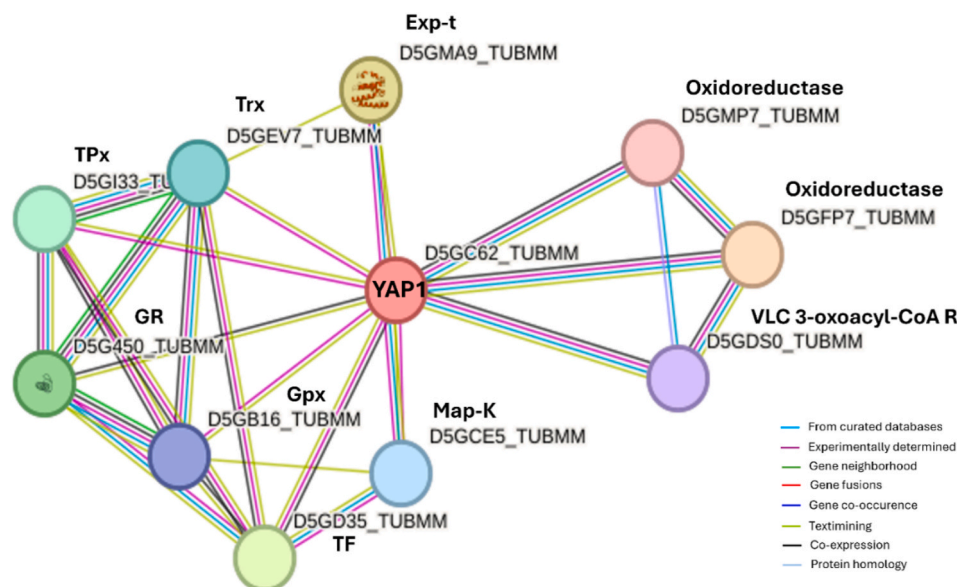 Exp-t
D5GMA9_TUBMM
Oxidoreductase
D5GMP7_TUBMM
Trx
D5GEV7_TUBMM
TPx
D5GI33_TU
Oxidoreductase
D5GFP7_TUBMM
D5GC62_TUBMM
YAP1
GR
D5G450_TUBMM
VLC 3-oxoacyl-CoA R
D5GDS0_TUBMM
Gpx
D5GB16_TUBMM
Map-K
D5GCE5_TUBMM
D5GD35_TUBMM
TF
From curated databases
Experimentally determined
Gene neighborhood
Gene fusions
Gene co-occurence
Textimining
Co-expression
Protein homology